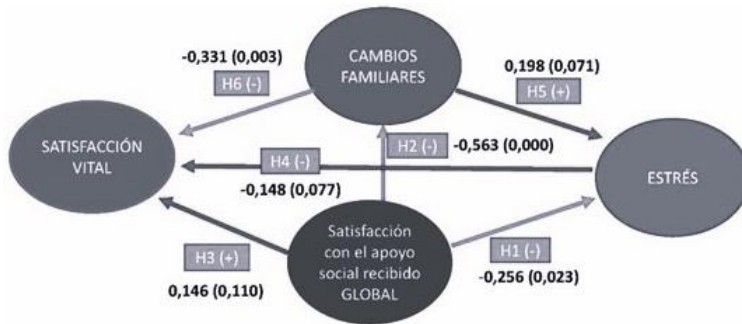 -0,331 (0,003)
H6 (-)
CAMBIOS
FAMILIARES
0,198 (0,071)
H5 (+)
SATISFACCIÓN
VITAL
H4 (-)
-0,148 (0,077)
H2 (-)
-0,563 (0,000)
ESTRÉS
H3 (+)
0,146 (0,110)
Satisfacción
con el apoyo
social recibido
GLOBAL
H1 (-)
-0,256 (0,023)